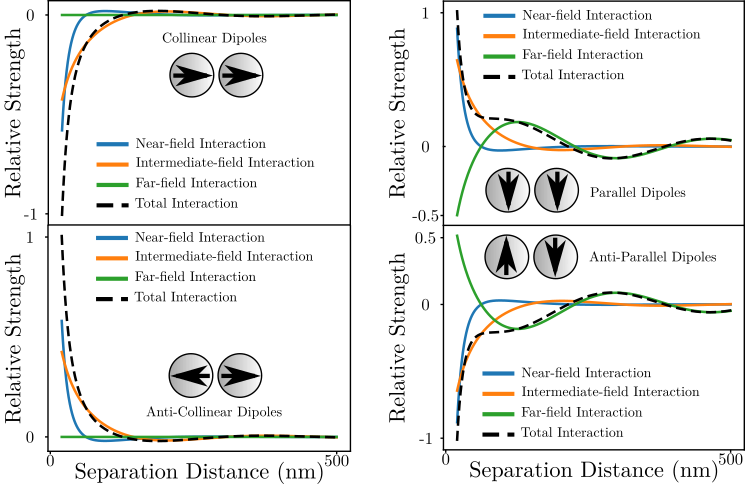 0
Collinear Dipoles
Near-field Interaction
Intermediate-field Interaction
Far-field Interaction
Total Interaction
-1
Relative Strength
1
Near-field Interaction
Intermediate-field Interaction
Far-field Interaction
Total Interaction
Anti-Collinear Dipoles
0
Relative Strength
0
500
Separation Distance (nm)
1
Near-field Interaction
Intermediate-field Interaction
Far-field Interaction
Total Interaction
0
Parallel Dipoles
-0.5
Relative Strength
0.5
Anti-Parallel Dipoles
0
Near-field Interaction
Intermediate-field Interaction
Far-field Interaction
Total Interaction
-1
Relative Strength
0
500
Separation Distance (nm)